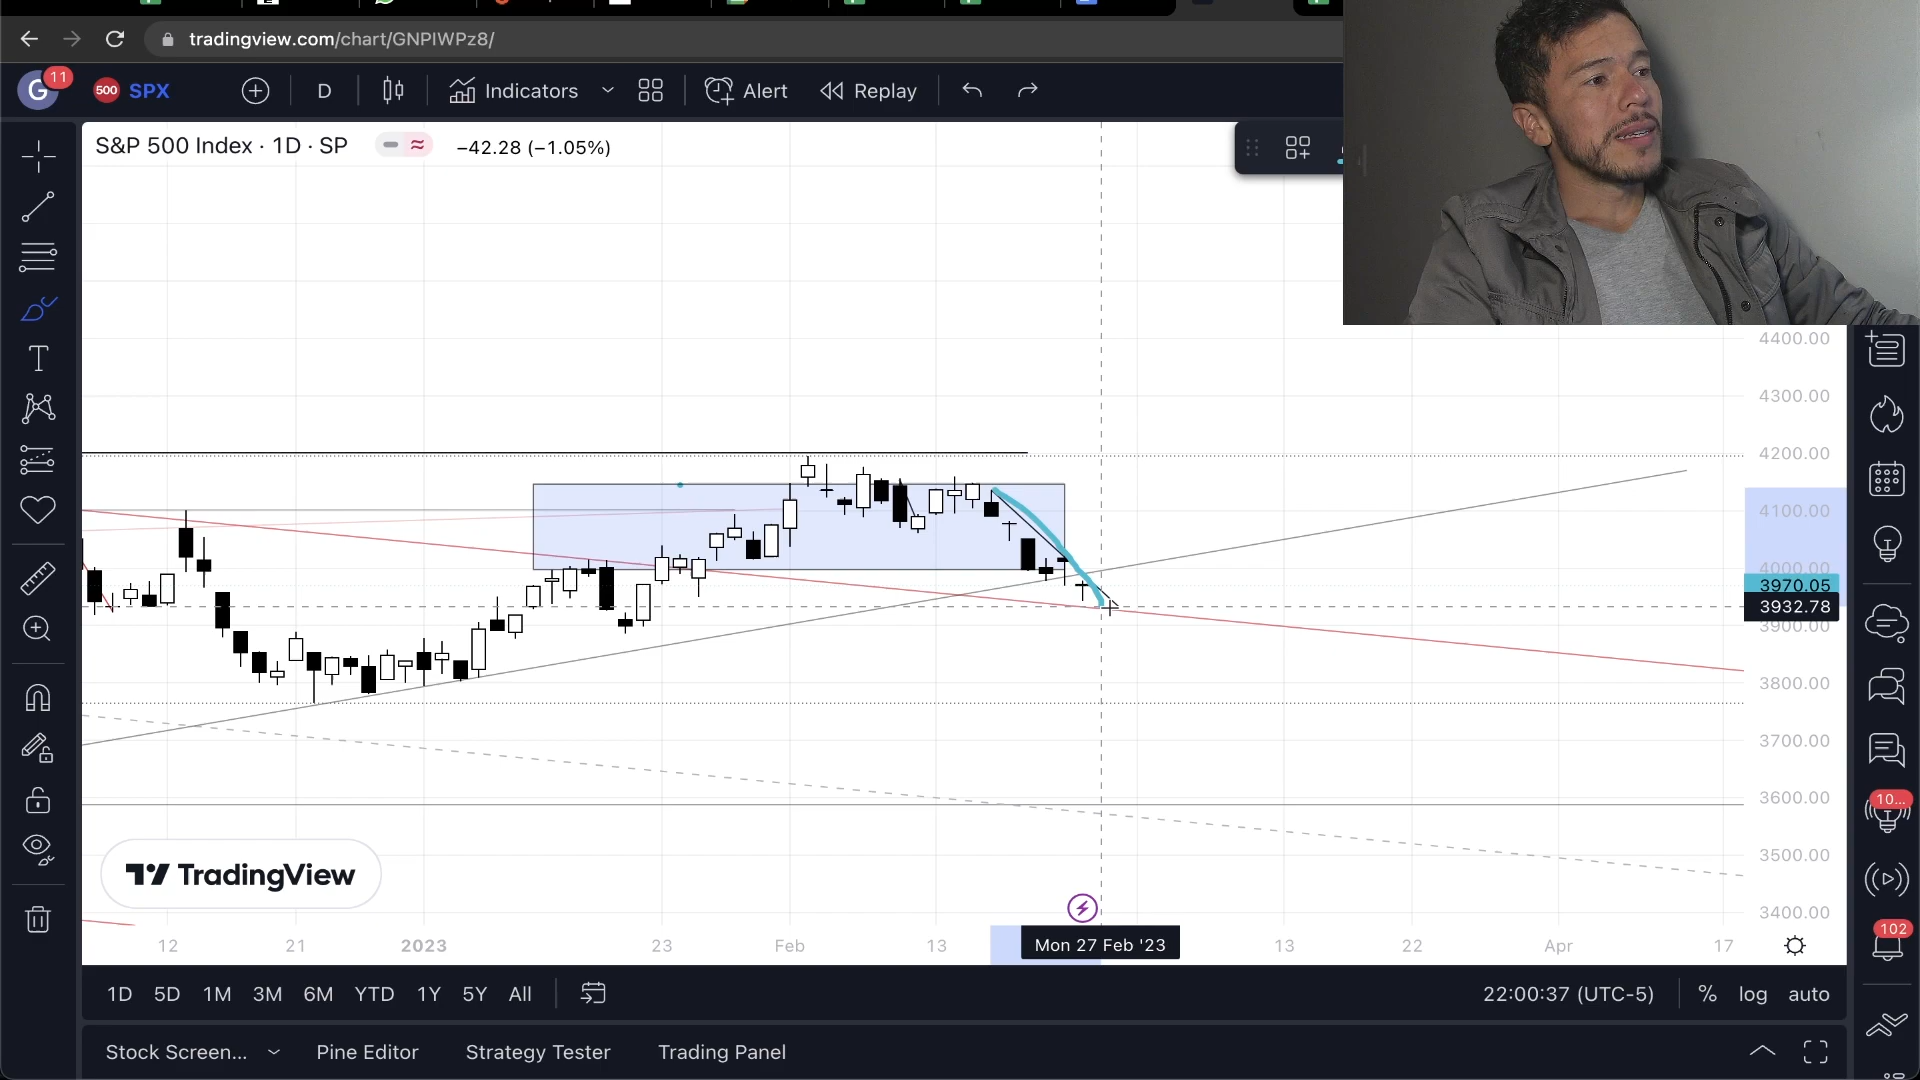 tradingview.com/chart/GNPIWPz8/
G 11 500 SPX D Indicators Alert Replay
S&P 500 Index · 1D · SP −42.28 (−1.05%)
4400.00
4300.00
4200.00
4100.00
4000.00
3970.05
3932.78
3900.00
3800.00
3700.00
3600.00
3500.00
3400.00
TradingView
12 21 2023 23 Feb 13 Mon 27 Feb '23 13 22 Apr 17
10...
102
1D 5D 1M 3M 6M YTD 1Y 5Y All 22:00:37 (UTC-5) % log auto
Stock Screen... Pine Editor Strategy Tester Trading Panel